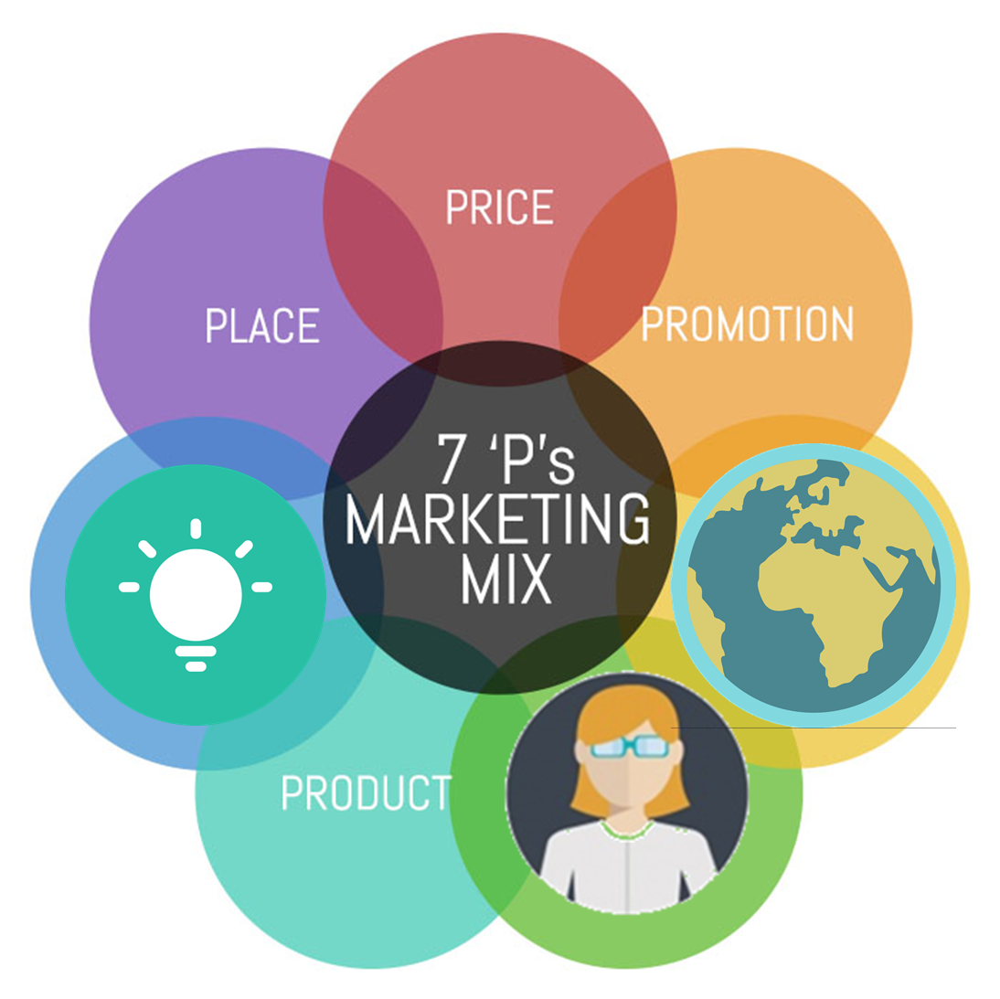 PRICE
PLACE
PROMOTION
7 ‘P’s
MARKETING
MIX
PRODUCT